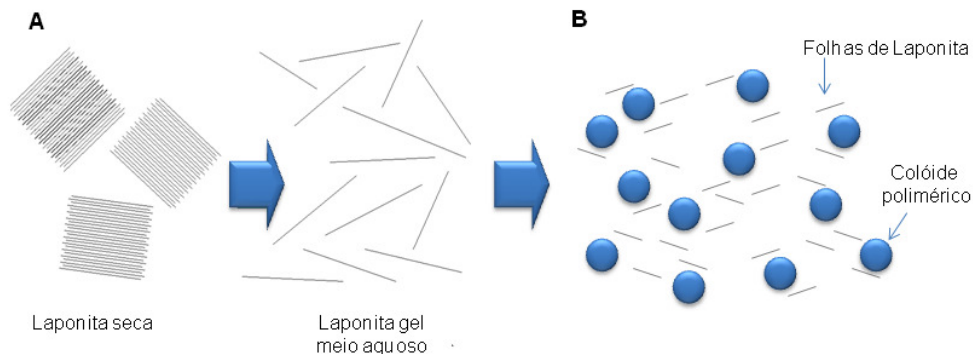 A
B
Folhas de Laponita
Colóide
polimérico
Laponita seca
Laponita gel
meio aquoso